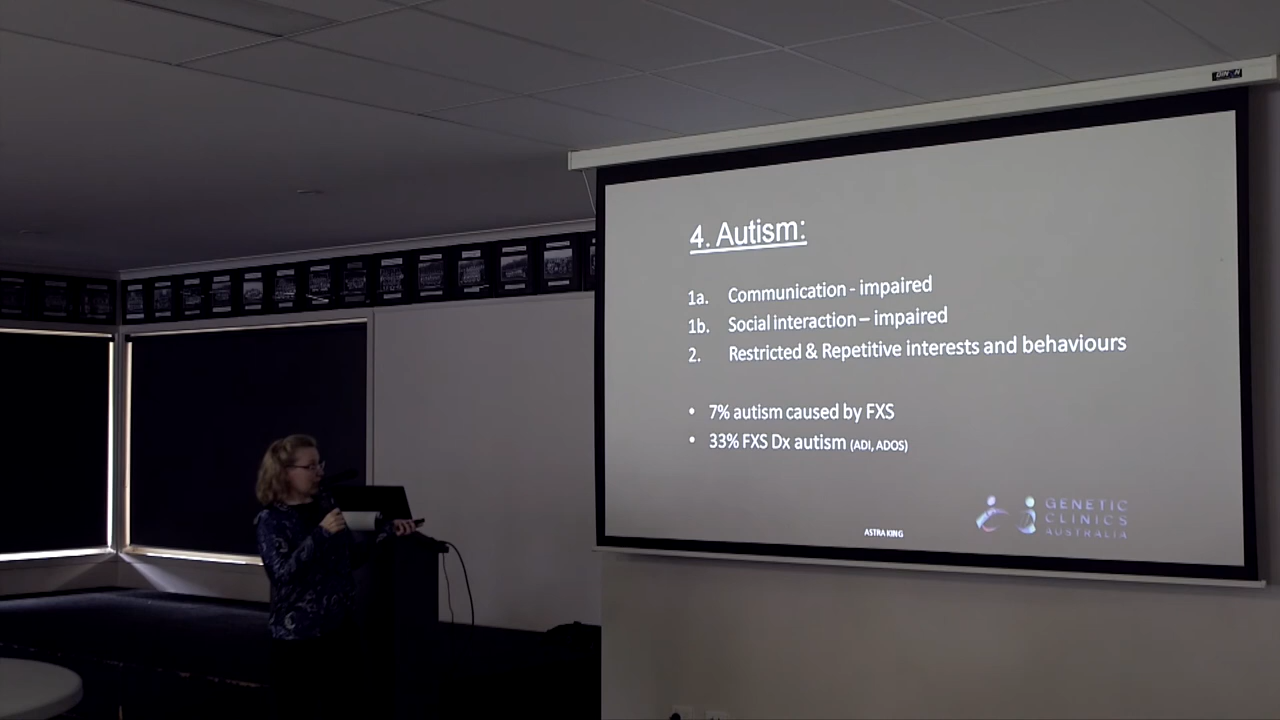 4. Autism:
1a. Communication - impaired
1b. Social interaction – impaired
2. Restricted & Repetitive interests and behaviours
• 7% autism caused by FXS
• 33% FXS Dx autism (ADI, ADOS)
ASTRA KING
GENETIC
CLINICS
AUSTRALIA